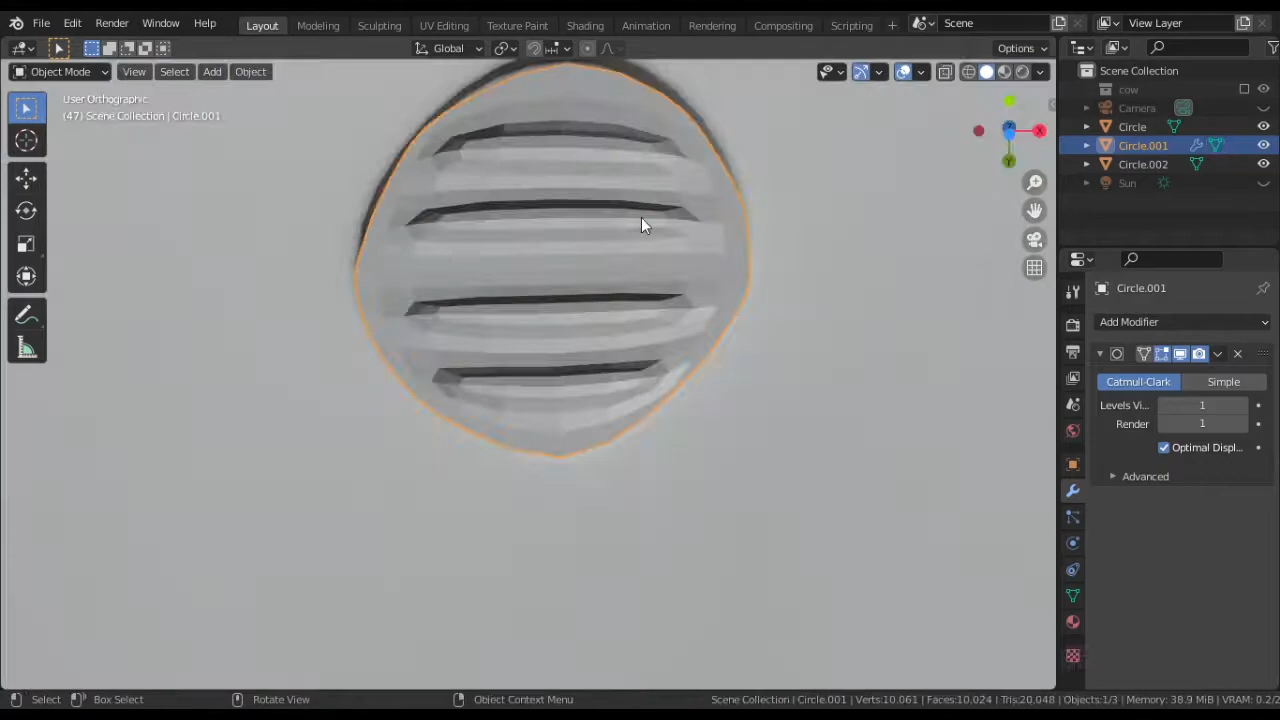 File Edit Render Window Help Layout Modeling Sculpting UV Editing Texture Paint Shading Animation Rendering Compositing Scripting Scene View Layer
Global Options
Object Mode View Select Add Object
User Orthographic
(47) Scene Collection | Circle.001
Scene Collection
cow
Camera
Circle
Circle.001
Circle.002
Sun
Circle.001
Add Modifier
Catmull-Clark Simple
Levels Vi... 1
Render 1
Optimal Displ...
Advanced
Select Box Select Rotate View Object Context Menu Scene Collection | Circle.001 | Verts:10,061 | Faces:10,024 | Tris:20,048 | Objects:1/3 | Memory: 38.9 MiB | VRAM: 0.2/2